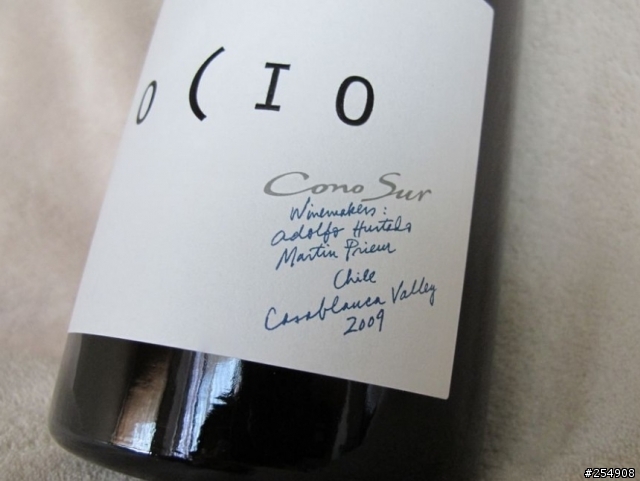 O(IO
Cono Sur
Winemakers:
Adolfo Hurtado
Martin Prieur
Chile
Casablanca Valley
2009
#254908